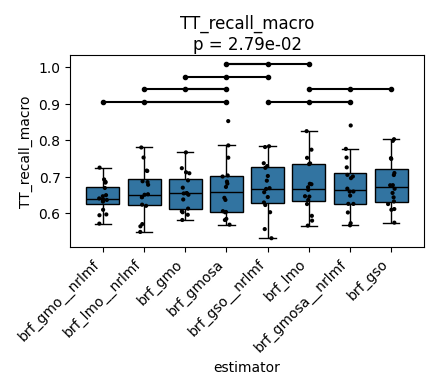 TT_recall_macro
p = 2.79e-02
TT_recall_macro
1.0
0.9
0.8
0.7
0.6
brf_gmo__nrlmf
brf_lmo__nrlmf
brf_gmo
brf_gmosa
brf_gso__nrlmf
brf_lmo
brf_gmosa__nrlmf
brf_gso
estimator